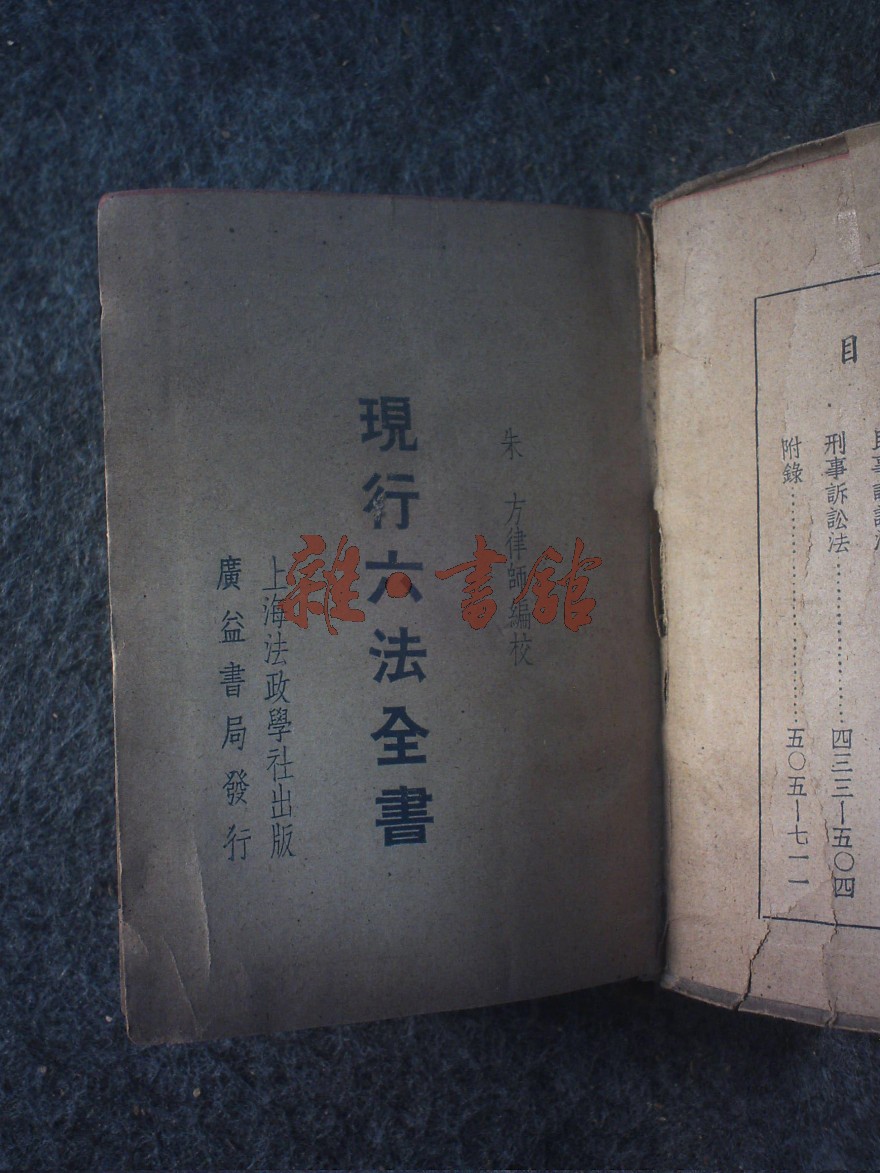 朱 方律師編校
現行六法全書
上海法政學社出版
廣益書局發行
雜·書館
目
刑事訴訟法……四三三—五〇四
附錄……五〇五—七一一